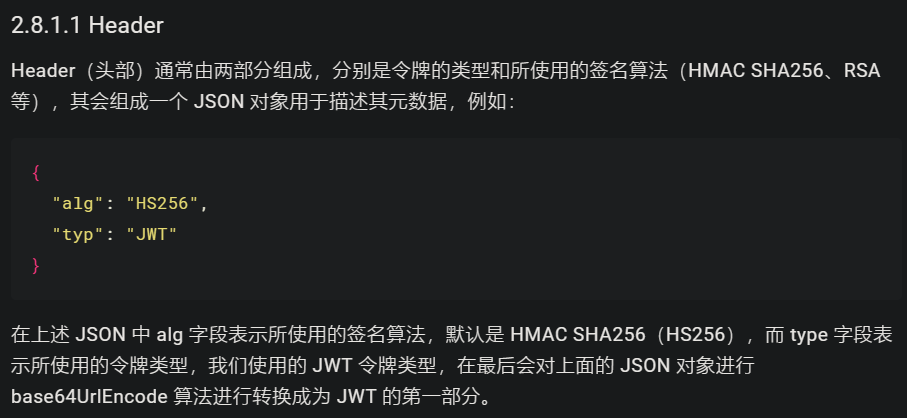 2.8.1.1 Header
Header（头部）通常由两部分组成，分别是令牌的类型和所使用的签名算法（HMAC SHA256、RSA
等），其会组成一个 JSON 对象用于描述其元数据，例如：
{
  "alg": "HS256",
  "typ": "JWT"
}
在上述 JSON 中 alg 字段表示所使用的签名算法，默认是 HMAC SHA256（HS256），而 type 字段表
示所使用的令牌类型，我们使用的 JWT 令牌类型，在最后会对上面的 JSON 对象进行
base64UrlEncode 算法进行转换成为 JWT 的第一部分。